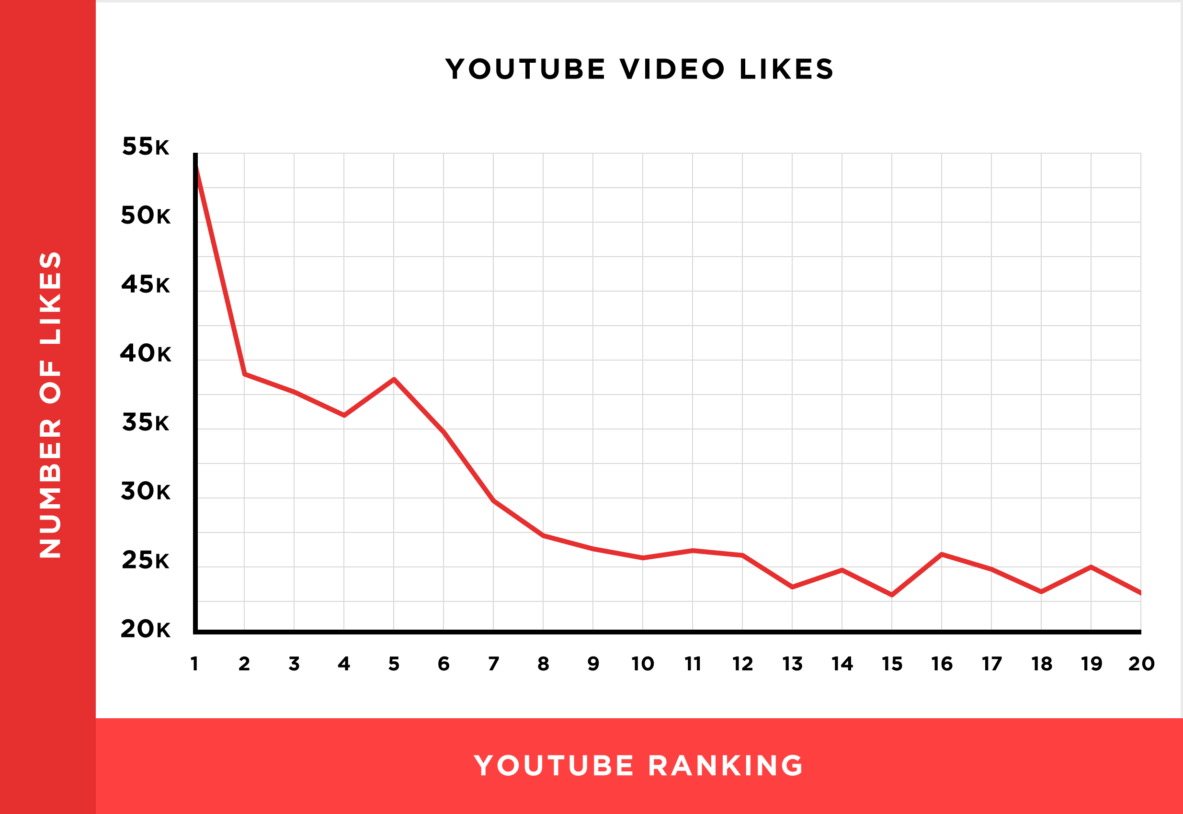 YOUTUBE VIDEO LIKES
NUMBER OF LIKES
55K
50K
45K
40K
35K
30K
25K
20K
1 2 3 4 5 6 7 8 9 10 11 12 13 14 15 16 17 18 19 20
YOUTUBE RANKING